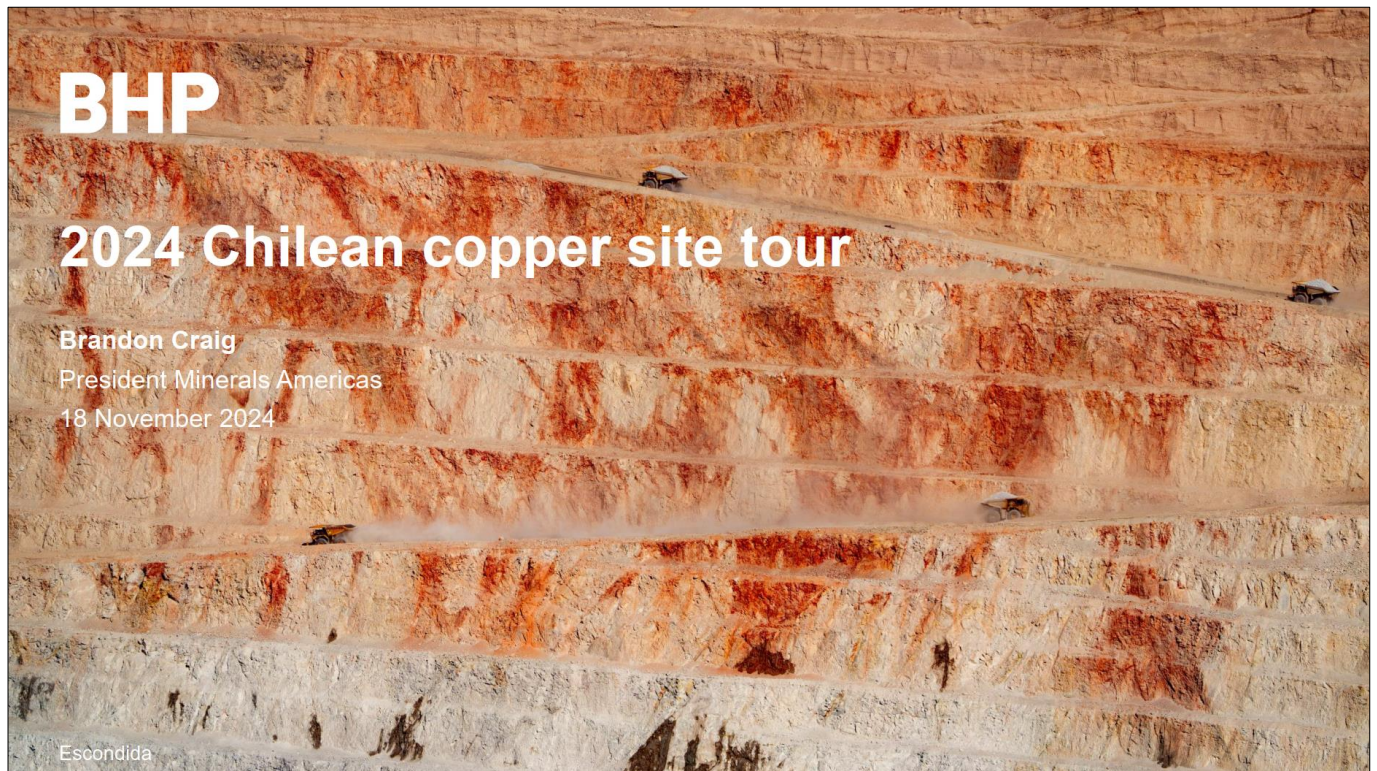 BHP
2024 Chilean copper site tour
Brandon Craig
President Minerals Americas
18 November 2024
Escondida